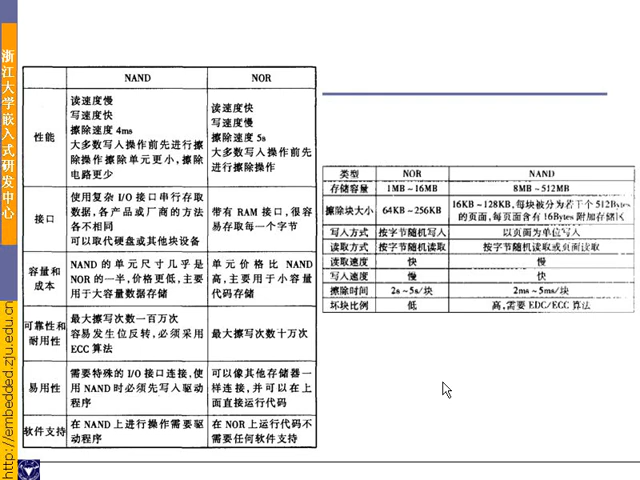 浙江大学嵌入式研发中心
http://embedded.zju.edu.cn
NAND NOR
性能
读速度慢
写速度快
擦除速度4ms
大多数写入操作前先进行擦
除操作擦除单元更小，擦除
电路更少
读速度快
写速度慢
擦除速度5s
大多数写入操作前先
进行擦除操作
接口
使用复杂I/O接口串行存取
数据，各产品或厂商的方法
各不相同
可以取代硬盘或其他块设备
带有RAM接口，很容
易存取每一个字节
容量和
成本
NAND的单元尺寸几乎是
NOR的一半，价格更低，主要
用于大容量数据存储
单元价格比NAND
高，主要用于小容量
代码存储
可靠性和
耐用性
最大擦写次数一百万次
容易发生位反转，必须采用
ECC算法
最大擦写次数十万次
易用性
需要特殊的I/O接口连接，使
用NAND时必须先写入驱动
程序
可以像其他存储器一
样连接，并可以在上
面直接运行代码
软件支持
在NAND上进行操作需要驱
动程序
在NOR上运行代码不
需要任何软件支持
类型 NOR NAND
存储容量 1MB~16MB 8MB~512MB
擦除块大小 64KB~256KB
16KB~128KB，每块被分为若干个512Bytes
的页面，每页面含有16Bytes附加存储区
写入方式 按字节随机写入 以页面为单位写入
读取方式 按字节随机读取 按字节随机读取或页面读取
读取速度 快 慢
写入速度 慢 快
擦除时间 2s~5s/块 2ms~5ms/块
坏块比例 低 高，需要EDC/ECC算法